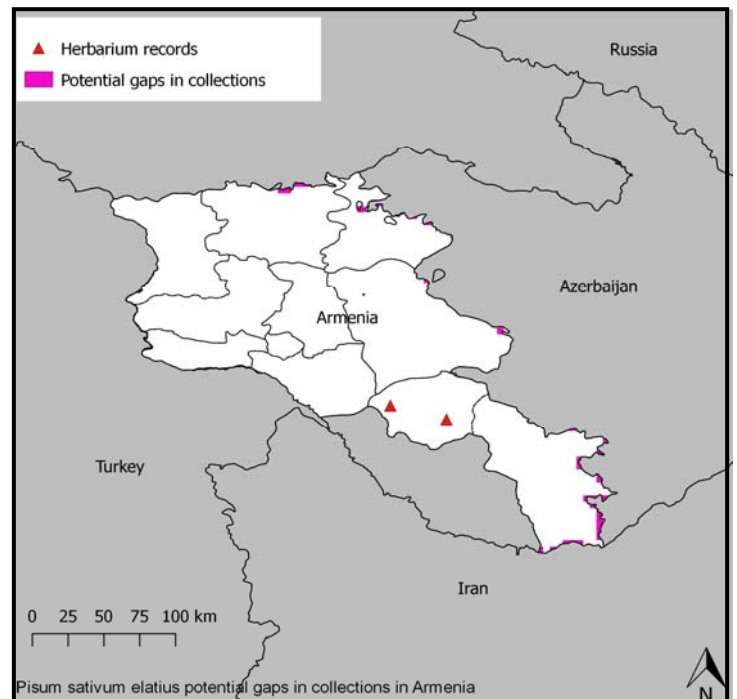 Herbarium records
Potential gaps in collections
Russia
Azerbaijan
Armenia
Turkey
Iran
0 25 50 75 100 km
Pisum sativum elatius potential gaps in collections in Armenia
N